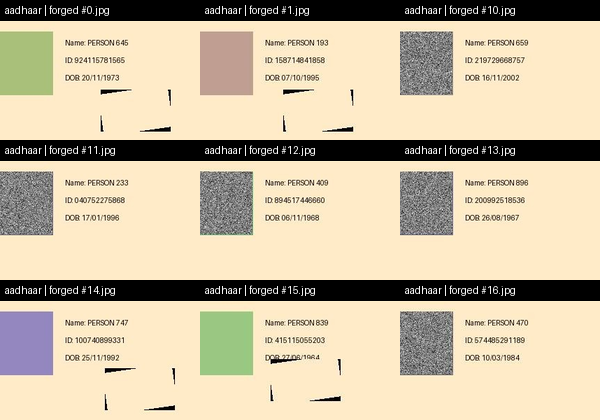 aadhaar | forged #0.jpg
aadhaar | forged #1.jpg
aadhaar | forged #10.jpg
Name: PERSON 645
ID: 924115781565
DOB: 20/11/1973
Name: PERSON 193
ID: 158714841858
DOB: 07/10/1995
Name: PERSON 659
ID: 219729668757
DOB: 16/11/2002
aadhaar | forged #11.jpg
aadhaar | forged #12.jpg
aadhaar | forged #13.jpg
Name: PERSON 233
ID: 040752275868
DOB: 17/01/1996
Name: PERSON 409
ID: 894517446660
DOB: 06/11/1968
Name: PERSON 896
ID: 200992518536
DOB: 26/08/1967
aadhaar | forged #14.jpg
aadhaar | forged #15.jpg
aadhaar | forged #16.jpg
Name: PERSON 747
ID: 100740899331
DOB: 25/11/1992
Name: PERSON 839
ID: 415115055203
DOB: 27/06/1964
Name: PERSON 470
ID: 574485291189
DOB: 10/03/1984